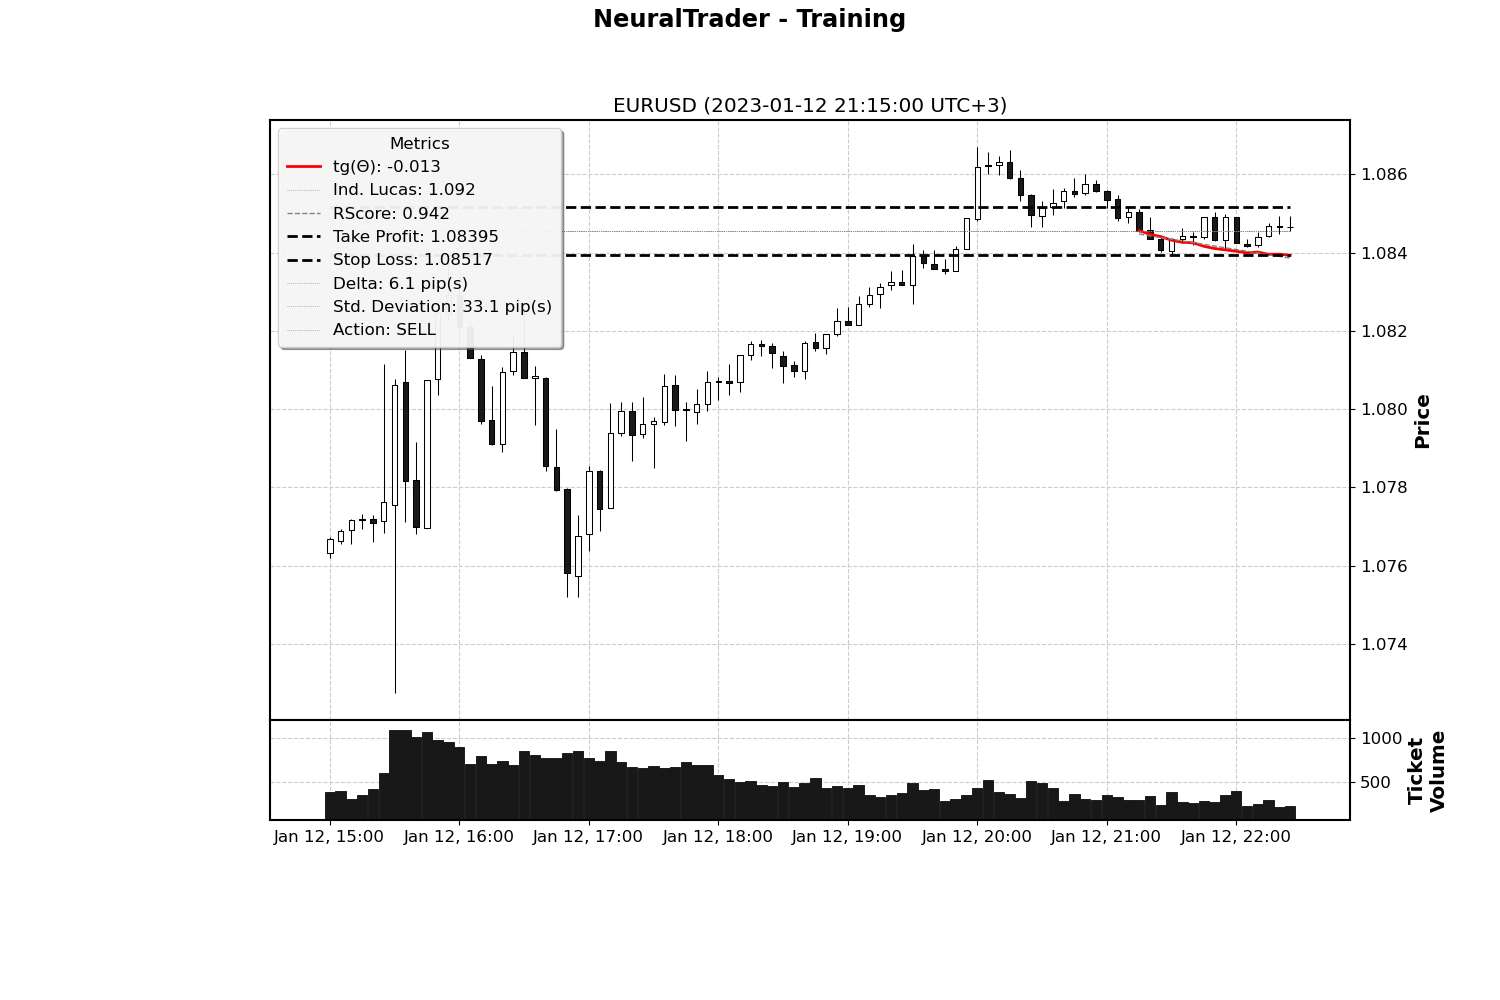 NeuralTrader - Training
EURUSD (2023-01-12 21:15:00 UTC+3)
Metrics
tg(Θ): -0.013
Ind. Lucas: 1.092
RScore: 0.942
Take Profit: 1.08395
Stop Loss: 1.08517
Delta: 6.1 pip(s)
Std. Deviation: 33.1 pip(s)
Action: SELL
1.086
1.084
1.082
1.080
1.078
1.076
1.074
Price
1000
500
Ticket
Volume
Jan 12, 15:00 Jan 12, 16:00 Jan 12, 17:00 Jan 12, 18:00 Jan 12, 19:00 Jan 12, 20:00 Jan 12, 21:00 Jan 12, 22:00